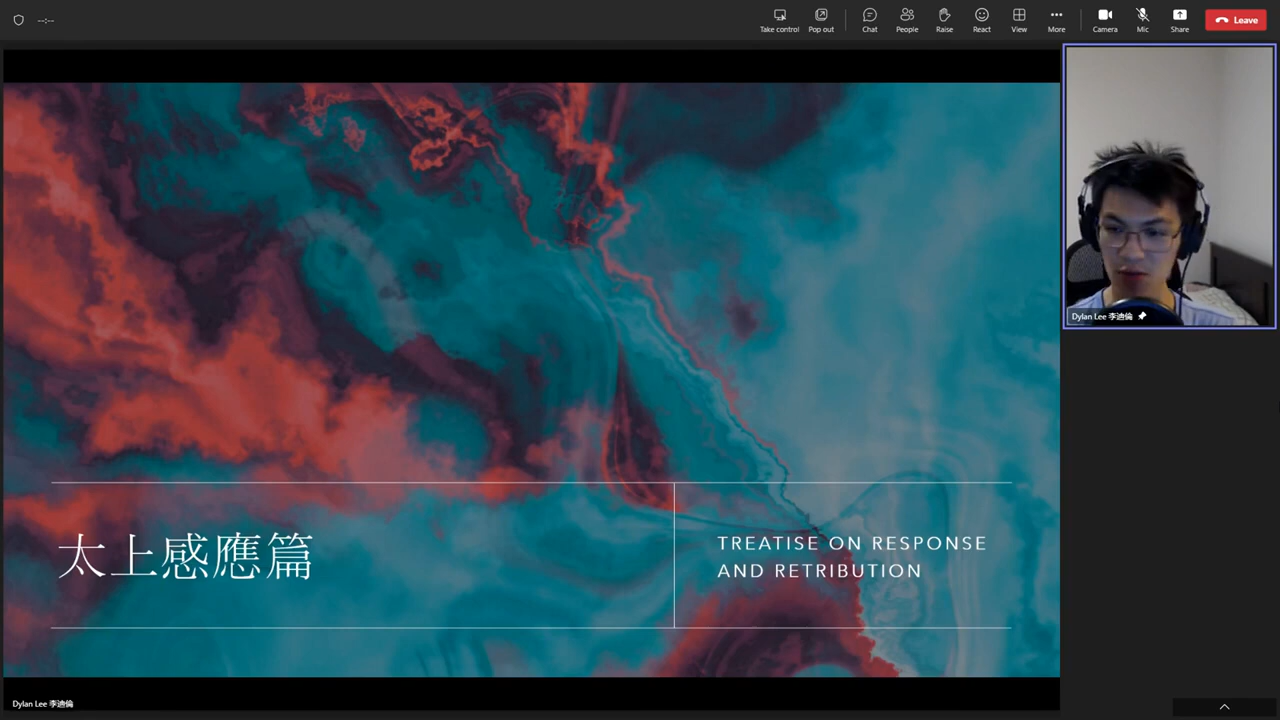 --:--
Take control
Pop out
Chat
People
Raise
React
View
More
Camera
Mic
Share
Leave
Dylan Lee 李迪倫
太上感應篇
TREATISE ON RESPONSE
AND RETRIBUTION
Dylan Lee 李迪倫